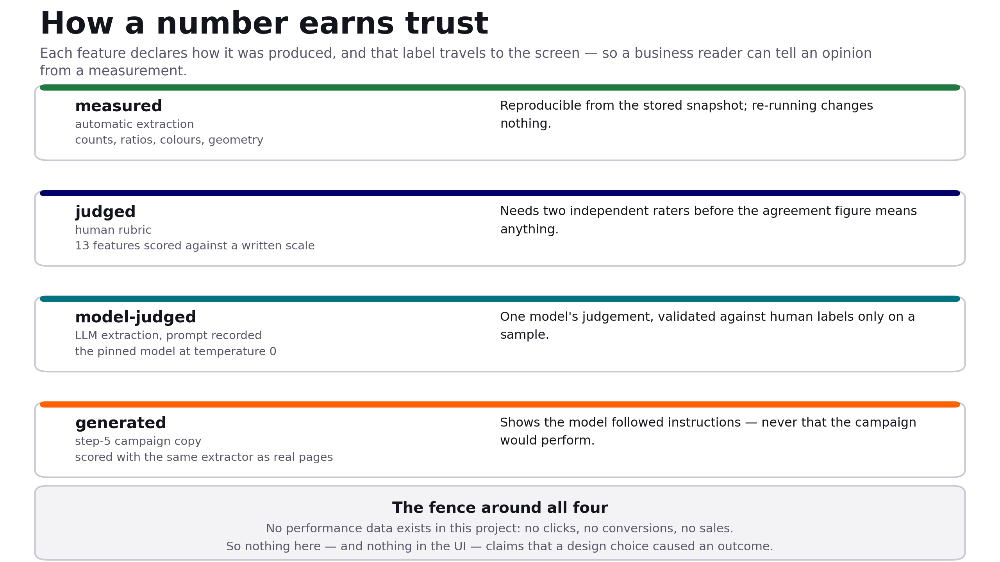 How a number earns trust
Each feature declares how it was produced, and that label travels to the screen — so a business reader can tell an opinion
from a measurement.
measured
automatic extraction
counts, ratios, colours, geometry
Reproducible from the stored snapshot; re-running changes
nothing.
judged
human rubric
13 features scored against a written scale
Needs two independent raters before the agreement figure means
anything.
model-judged
LLM extraction, prompt recorded
the pinned model at temperature 0
One model's judgement, validated against human labels only on a
sample.
generated
step-5 campaign copy
scored with the same extractor as real pages
Shows the model followed instructions — never that the campaign
would perform.
The fence around all four
No performance data exists in this project: no clicks, no conversions, no sales.
So nothing here — and nothing in the UI — claims that a design choice caused an outcome.